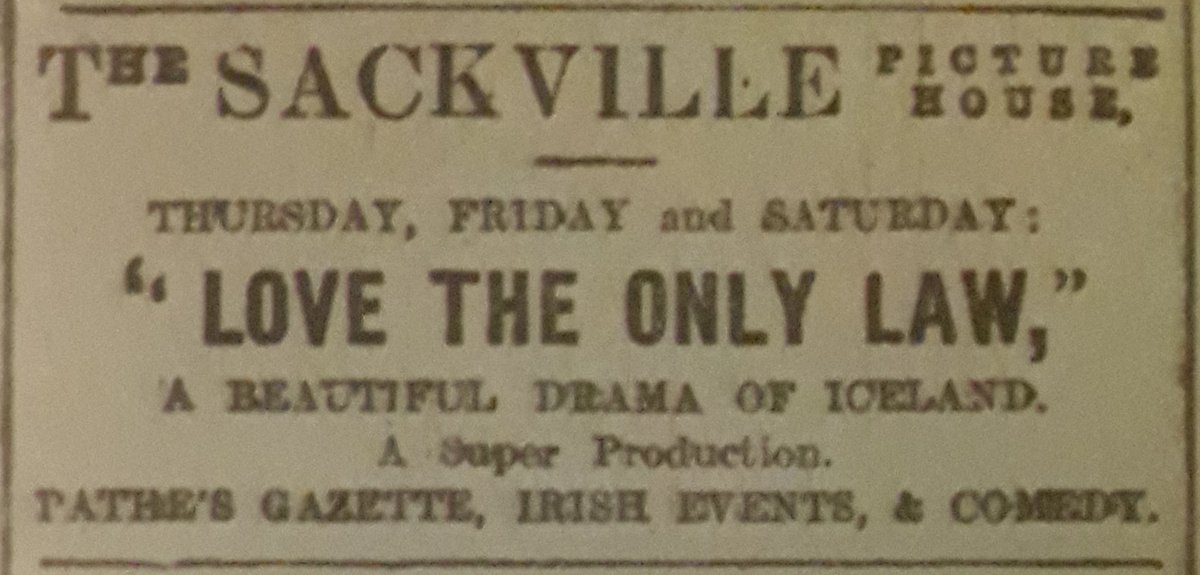 THE SACKVILLE PICTURE HOUSE,
THURSDAY, FRIDAY and SATURDAY:
"LOVE THE ONLY LAW,"
A BEAUTIFUL DRAMA OF ICELAND.
A Super Production.
PATHE'S GAZETTE, IRISH EVENTS, & COMEDY.